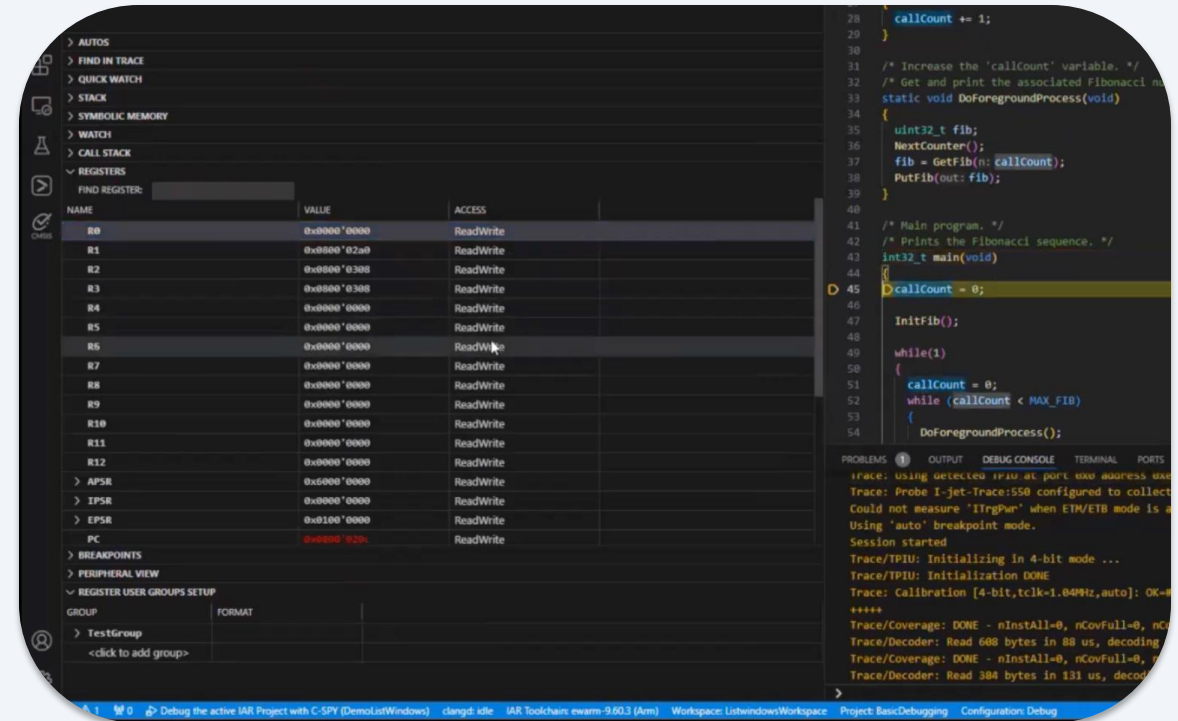 AUTOS
FIND IN TRACE
QUICK WATCH
STACK
SYMBOLIC MEMORY
WATCH
CALL STACK
REGISTERS
FIND REGISTER:
NAME VALUE ACCESS
R0 0x0000'0000 ReadWrite
R1 0x0800'02a0 ReadWrite
R2 0x0800'0308 ReadWrite
R3 0x0800'0308 ReadWrite
R4 0x0000'0000 ReadWrite
R5 0x0000'0000 ReadWrite
R6 0x0000'0000 ReadWrite
R7 0x0000'0000 ReadWrite
R8 0x0000'0000 ReadWrite
R9 0x0000'0000 ReadWrite
R10 0x0000'0000 ReadWrite
R11 0x0000'0000 ReadWrite
R12 0x0000'0000 ReadWrite
APSR 0x6000'0000 ReadWrite
IPSR 0x0000'0000 ReadWrite
EPSR 0x0100'0000 ReadWrite
PC ReadWrite
BREAKPOINTS
PERIPHERAL VIEW
REGISTER USER GROUPS SETUP
GROUP FORMAT
TestGroup
<click to add group>
CMSIS
28 callCount += 1;
29 }
30
31 /* Increase the 'callCount' variable. */
32 /* Get and print the associated Fibonacci
33 static void DoForegroundProcess(void)
34 {
35 uint32_t fib;
36 NextCounter();
37 fib = GetFib(n: callCount);
38 PutFib(out: fib);
39 }
40
41 /* Main program. */
42 /* Prints the Fibonacci sequence. */
43 int32_t main(void)
44 {
45 callCount = 0;
46
47 InitFib();
48
49 while(1)
50 {
51 callCount = 0;
52 while (callCount < MAX_FIB)
53 {
54 DoForegroundProcess();
PROBLEMS 1 OUTPUT DEBUG CONSOLE TERMINAL PORTS
Trace: Using detected TPIU at port 0x0 address
Trace: Probe I-jet-Trace:550 configured to collect
Could not measure 'ITrgPwr' when ETM/ETB mode is
Using 'auto' breakpoint mode.
Session started
Trace/TPIU: Initializing in 4-bit mode ...
Trace/TPIU: Initialization DONE
Trace: Calibration [4-bit,tclk=1.04MHz,auto]: OK=
+++++
Trace/Coverage: DONE - nInstAll=0, nCovFull=0,
Trace/Decoder: Read 608 bytes in 88 us, decoding
Trace/Coverage: DONE - nInstAll=0, nCovFull=0,
Trace/Decoder: Read 384 bytes in 131 us,
1 0 Debug the active IAR Project with C-SPY (DemoListWindows) clangd: idle IAR Toolchain: ewarm-9.60.3 (Arm) Workspace: ListwindowsWorkspace Project: BasicDebugging Configuration: Debug